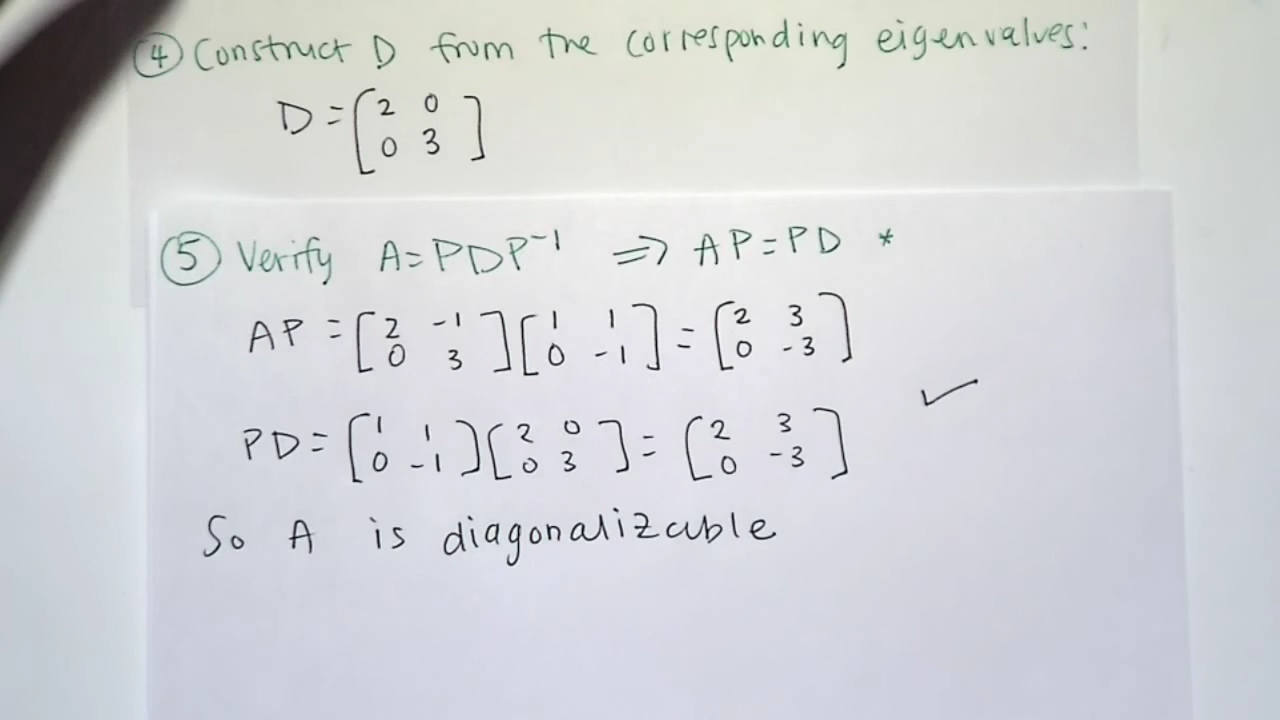 ④ Construct D from the corresponding eigenvalues:
D = [2 0
0 3]
⑤ Verify A = PDP⁻¹ ⇒ AP = PD *
AP = [2 -1; 0 3][1 1; 0 -1] = [2 3; 0 -3]
PD = [1 1; 0 -1][2 0; 0 3] = [2 3; 0 -3] ✓
So A is diagonalizable